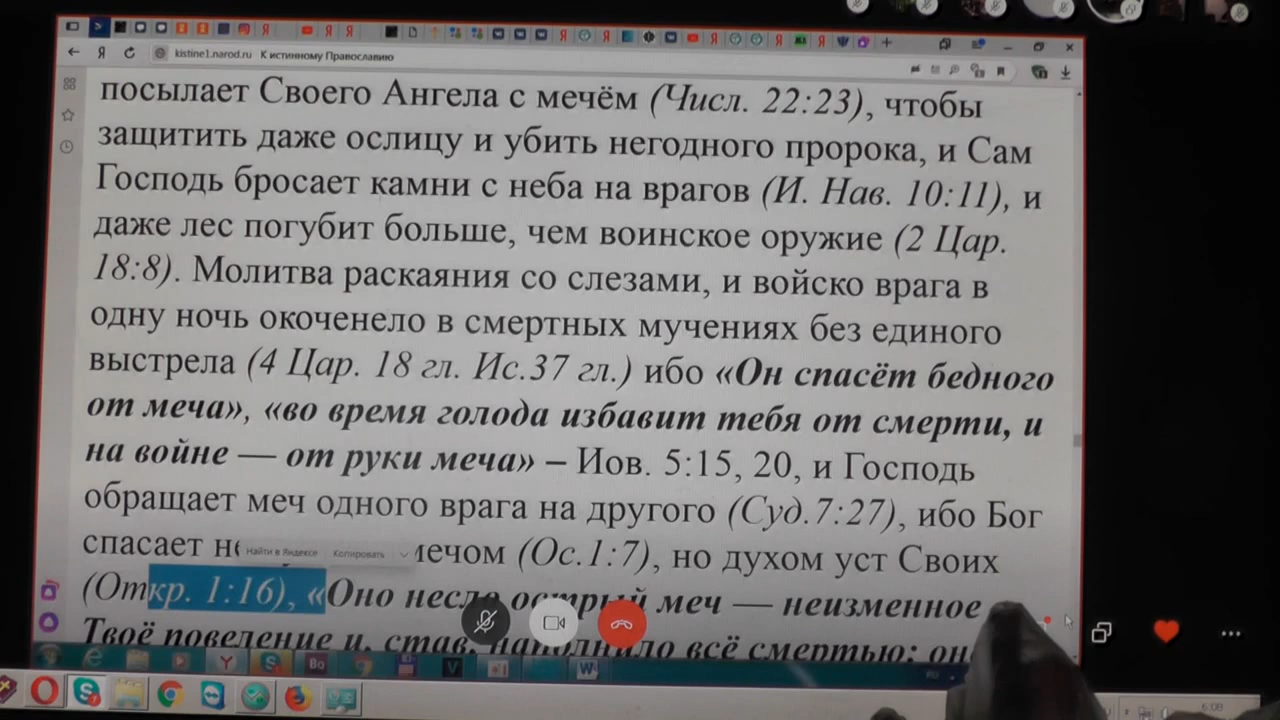 kistine1.narod.ru К истинному Православию
посылает Своего Ангела с мечём (Числ. 22:23), чтобы
защитить даже ослицу и убить негодного пророка, и Сам
Господь бросает камни с неба на врагов (И. Нав. 10:11), и
даже лес погубит больше, чем воинское оружие (2 Цар.
18:8). Молитва раскаяния со слезами, и войско врага в
одну ночь окоченело в смертных мучениях без единого
выстрела (4 Цар. 18 гл. Ис.37 гл.) ибо «Он спасёт бедного
от меча», «во время голода избавит тебя от смерти, и
на войне — от руки меча» – Иов. 5:15, 20, и Господь
обращает меч одного врага на другого (Суд.7:27), ибо Бог
спасает мечом (Ос.1:7), но духом уст Своих
Найти в Яндексе Копировать
(Откр. 1:16), «Оно несло острый меч — неизменное
Твоё повеление и, став, наполнило всё смертью: оно
RU
6:08